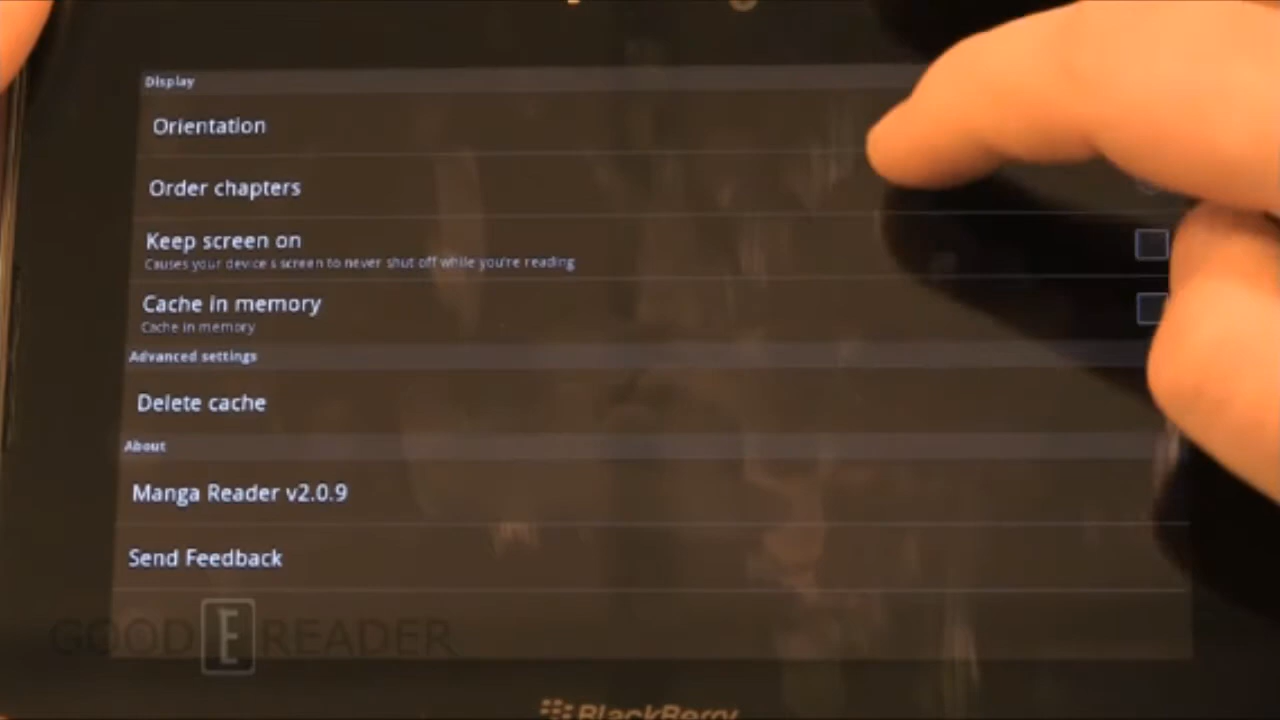 Display
Orientation
Order chapters
Keep screen on
Causes your device s screen to never shut off while you're reading
Cache in memory
Cache in memory
Advanced settings
Delete cache
About
Manga Reader v2.0.9
Send Feedback
GOOD E READER
BlackBerry